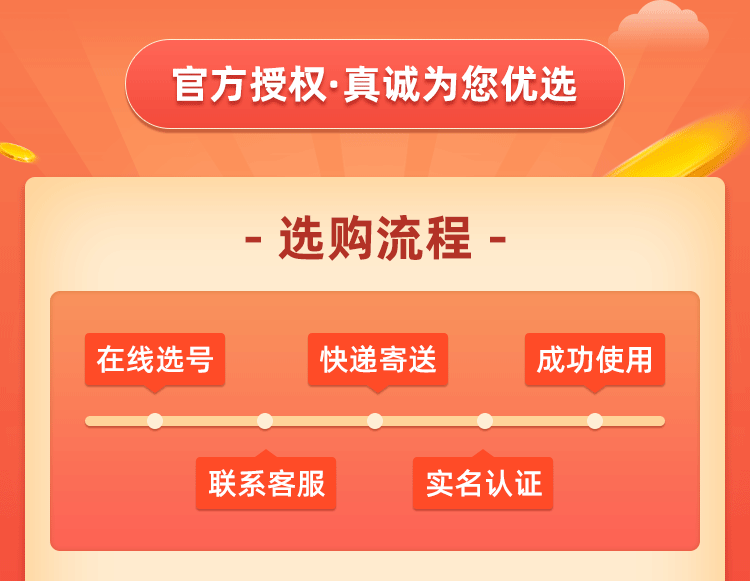 官方授权·真诚为您优选
- 选购流程 -
在线选号
联系客服
快递寄送
实名认证
成功使用